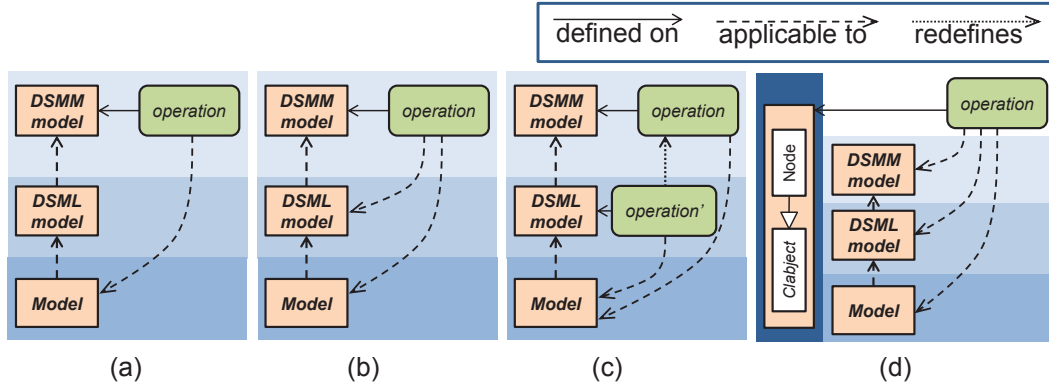 defined on applicable to redefines
DSMM
model
operation
DSML
model
Model
(a)
DSMM
model
operation
DSML
model
Model
(b)
DSMM
model
operation
DSML
model
operation’
Model
(c)
operation
Node
Clabject
DSMM
model
DSML
model
Model
(d)